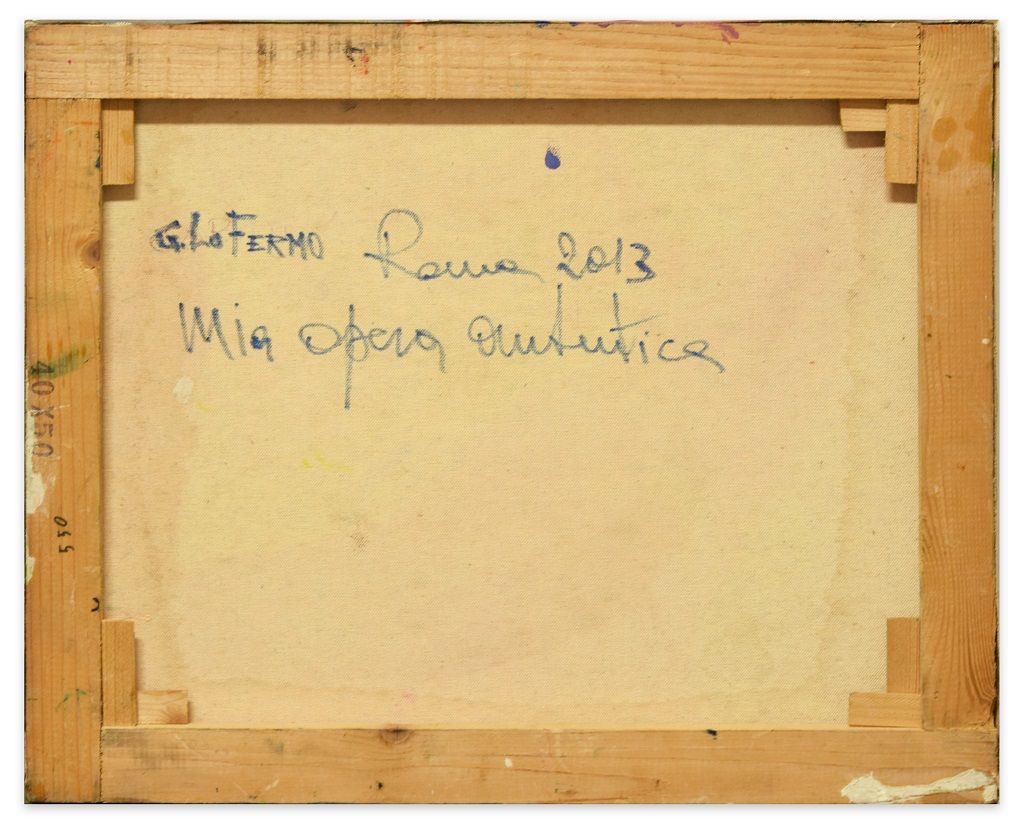 G. Lo FERMO Roma 2013
Mia opera autentica
40X50
550